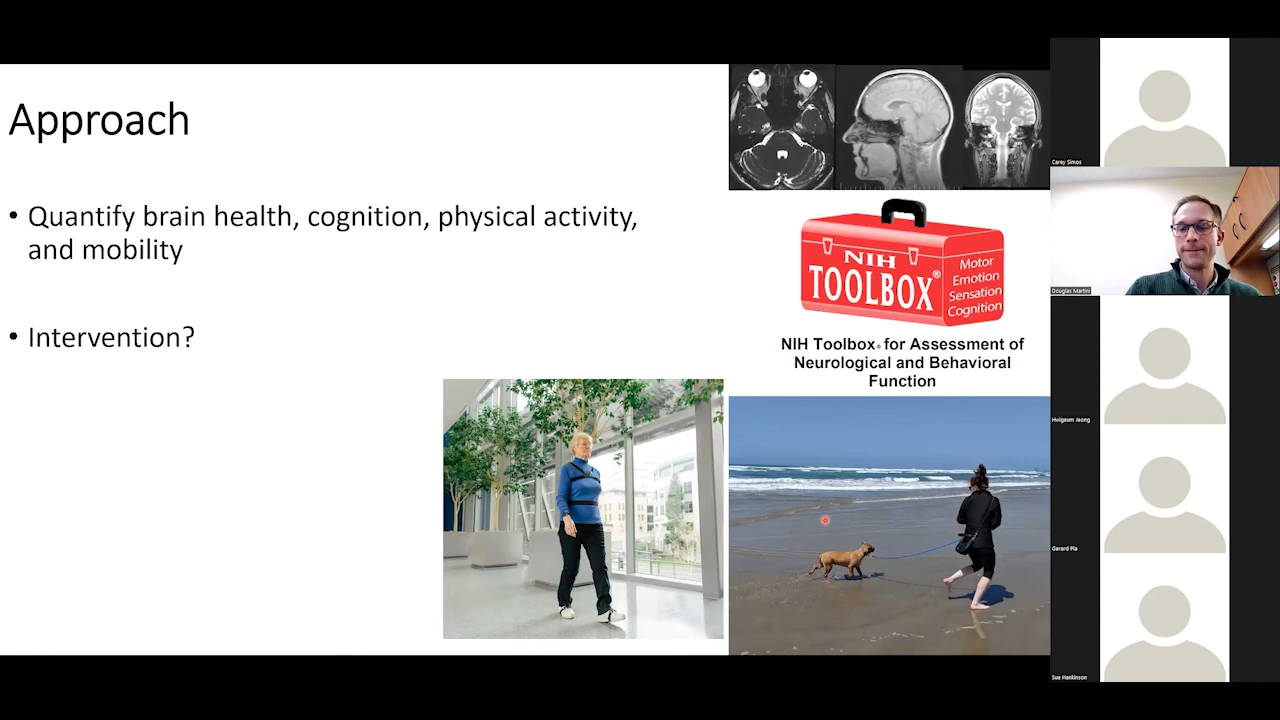 Approach
• Quantify brain health, cognition, physical activity,
and mobility
• Intervention?
NIH
TOOLBOX®
Motor
Emotion
Sensation
Cognition
NIH Toolbox® for Assessment of
Neurological and Behavioral
Function
Carey Simos
Douglas Martini
Hwigeum Jeong
Gerard Pla
Sue Hankinson